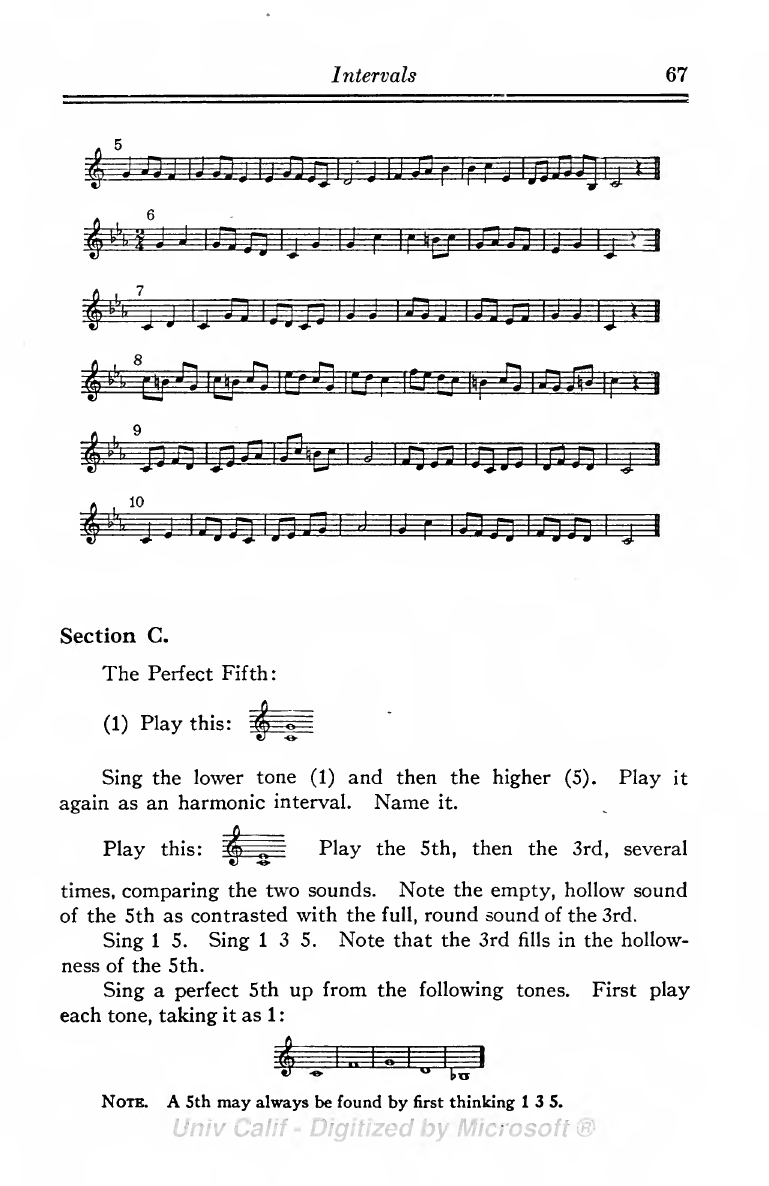 Intervals 67
5
6
2
4
7
8
9
10
Section C.
The Perfect Fifth:
(1) Play this:
Sing the lower tone (1) and then the higher (5). Play it
again as an harmonic interval. Name it.
Play this: Play the 5th, then the 3rd, several
times, comparing the two sounds. Note the empty, hollow sound
of the 5th as contrasted with the full, round sound of the 3rd.
Sing 1 5. Sing 1 3 5. Note that the 3rd fills in the hollow-
ness of the 5th.
Sing a perfect 5th up from the following tones. First play
each tone, taking it as 1:
NOTE. A 5th may always be found by first thinking 1 3 5.
Univ Calif - Digitized by Microsoft ®